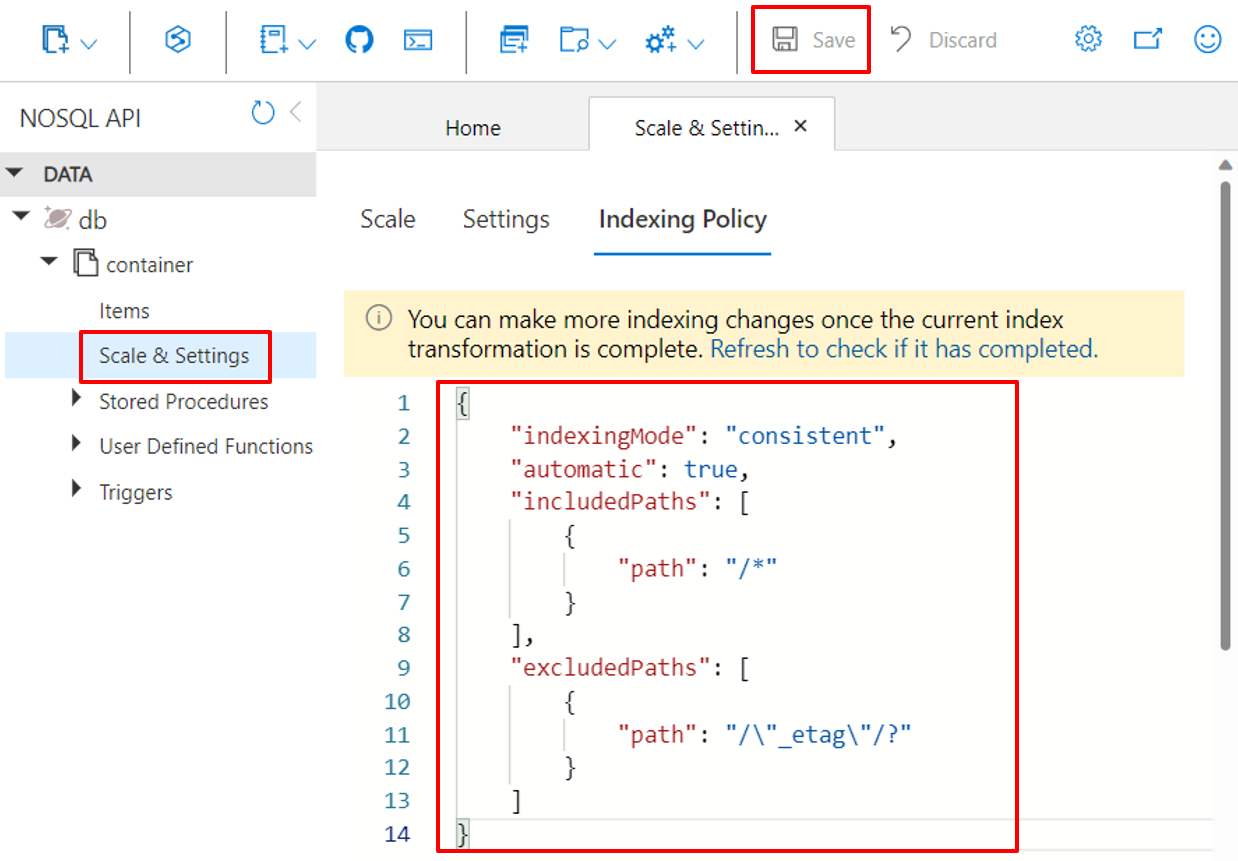 Save
Discard
NOSQL API
Home
Scale & Settin...
DATA
db
container
Items
Scale & Settings
Stored Procedures
User Defined Functions
Triggers
Scale
Settings
Indexing Policy
You can make more indexing changes once the current index
transformation is complete. Refresh to check if it has completed.
1 {
2     "indexingMode": "consistent",
3     "automatic": true,
4     "includedPaths": [
5         {
6             "path": "/*"
7         }
8     ],
9     "excludedPaths": [
10         {
11             "path": "/\"_etag\"/?"
12         }
13     ]
14 }